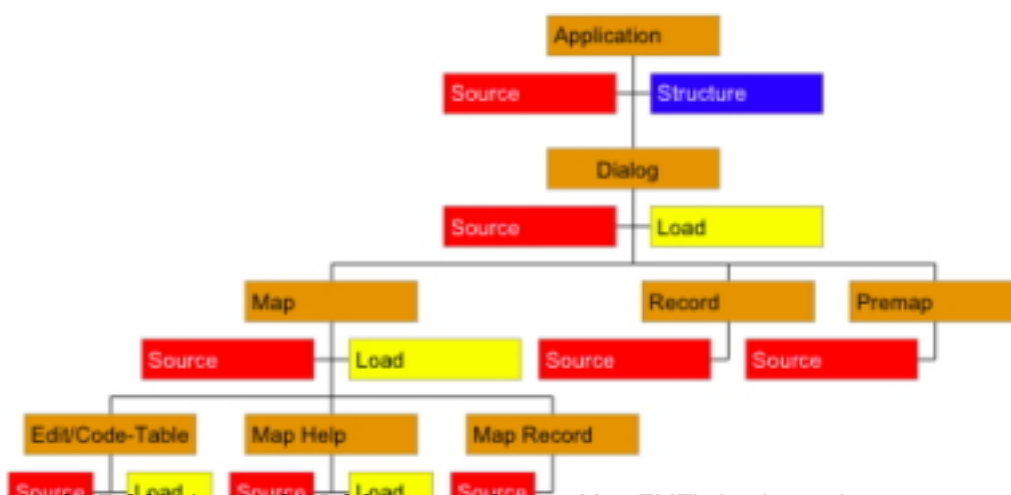 Application
Source Structure
Dialog
Source Load
Map Record Premap
Source Load Source Source
Edit/Code-Table Map Help Map Record
Source Load Source Load Source